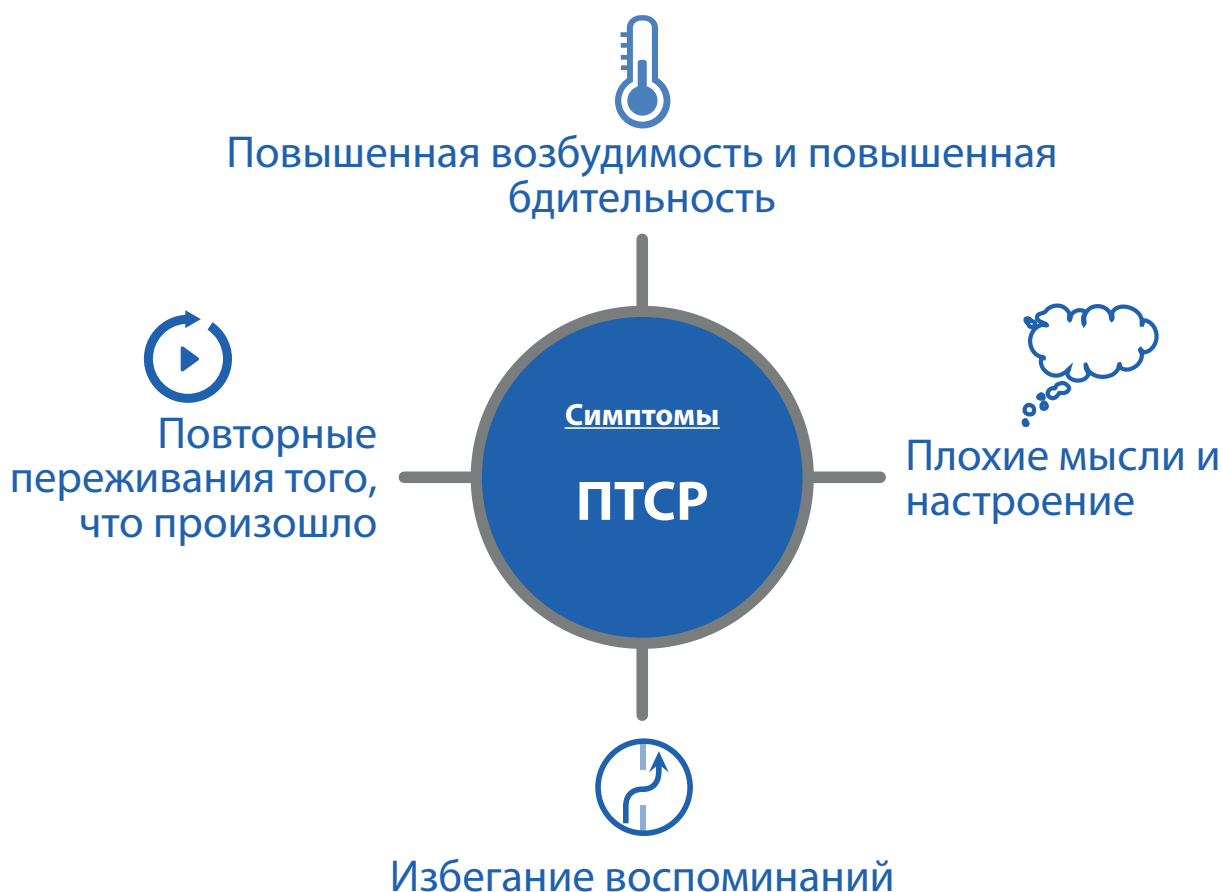 Повышенная возбудимость и повышенная
бдительность
Повторные
переживания того,
что произошло
Симптомы
ПТСР
Плохие мысли и
настроение
Избегание воспоминаний